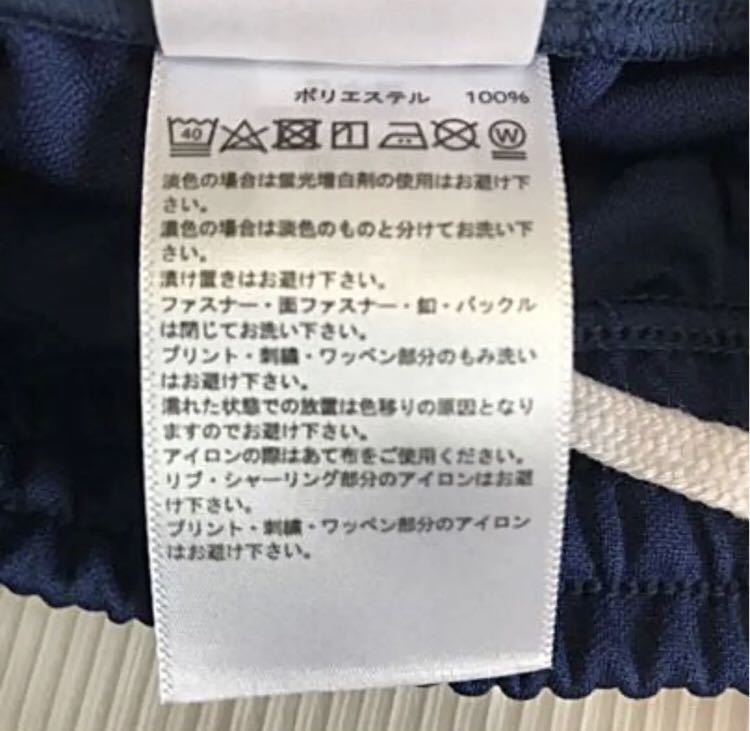 ポリエステル 100%
40 W
淡色の場合は蛍光増白剤の使用はお避け下
さい。
濃色の場合は淡色のものと分けてお洗い下
さい。
漬け置きはお避け下さい。
ファスナー・面ファスナー・釦・バックル
は閉じてお洗い下さい。
プリント・刺繍・ワッペン部分のもみ洗い
はお避け下さい。
濡れた状態での放置は色移りの原因となり
ますのでお避け下さい。
アイロンの際はあて布をご使用ください。
リブ・シャーリング部分のアイロンはお避
け下さい。
プリント・刺繍・ワッペン部分のアイロン
はお避け下さい。